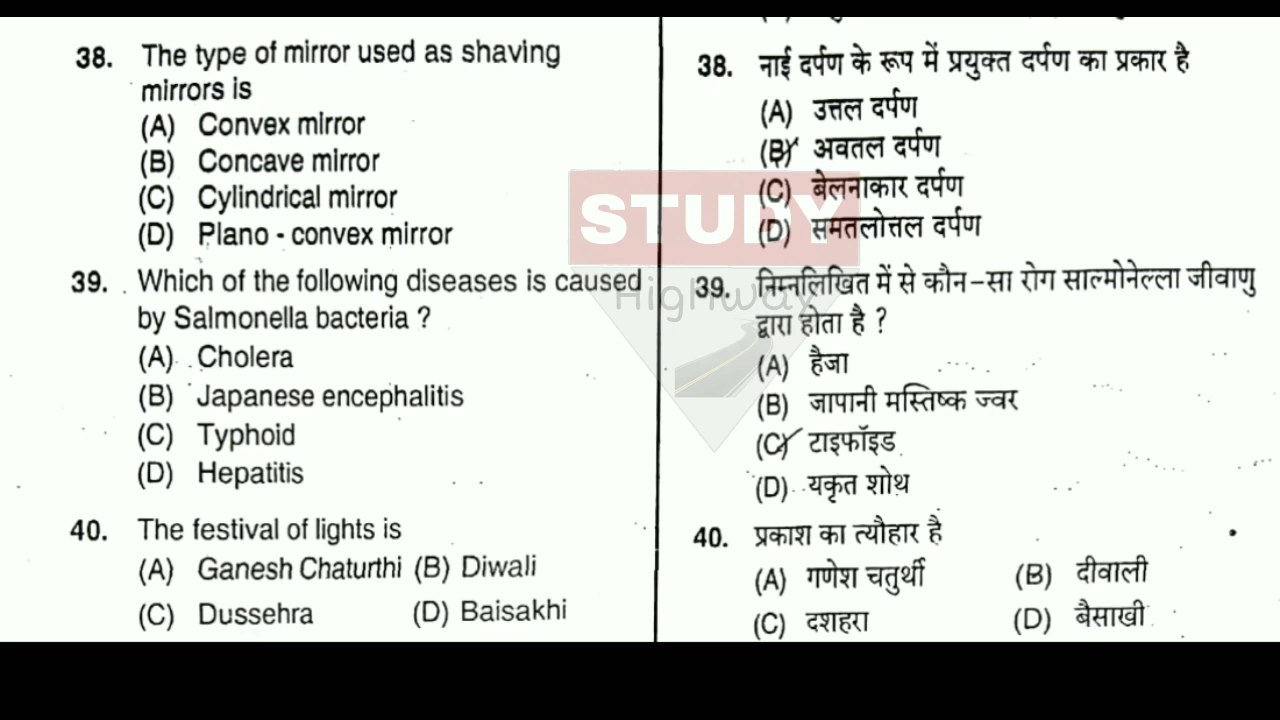 38. The type of mirror used as shaving
mirrors is
(A) Convex mirror
(B) Concave mirror
(C) Cylindrical mirror
(D) Plano - convex mirror
39. Which of the following diseases is caused
by Salmonella bacteria ?
(A) Cholera
(B) Japanese encephalitis
(C) Typhoid
(D) Hepatitis
40. The festival of lights is
(A) Ganesh Chaturthi (B) Diwali
(C) Dussehra (D) Baisakhi
38. नाई दर्पण के रूप में प्रयुक्त दर्पण का प्रकार है
(A) उत्तल दर्पण
(B) अवतल दर्पण
(C) बेलनाकार दर्पण
(D) समतलोत्तल दर्पण
39. निम्नलिखित में से कौन-सा रोग साल्मोनेल्ला जीवाणु
द्वारा होता है ?
(A) हैजा
(B) जापानी मस्तिष्क ज्वर
(C) टाइफॉइड
(D) यकृत शोथ
40. प्रकाश का त्यौहार है
(A) गणेश चतुर्थी (B) दीवाली
(C) दशहरा (D) बैसाखी
STUDY
Highway